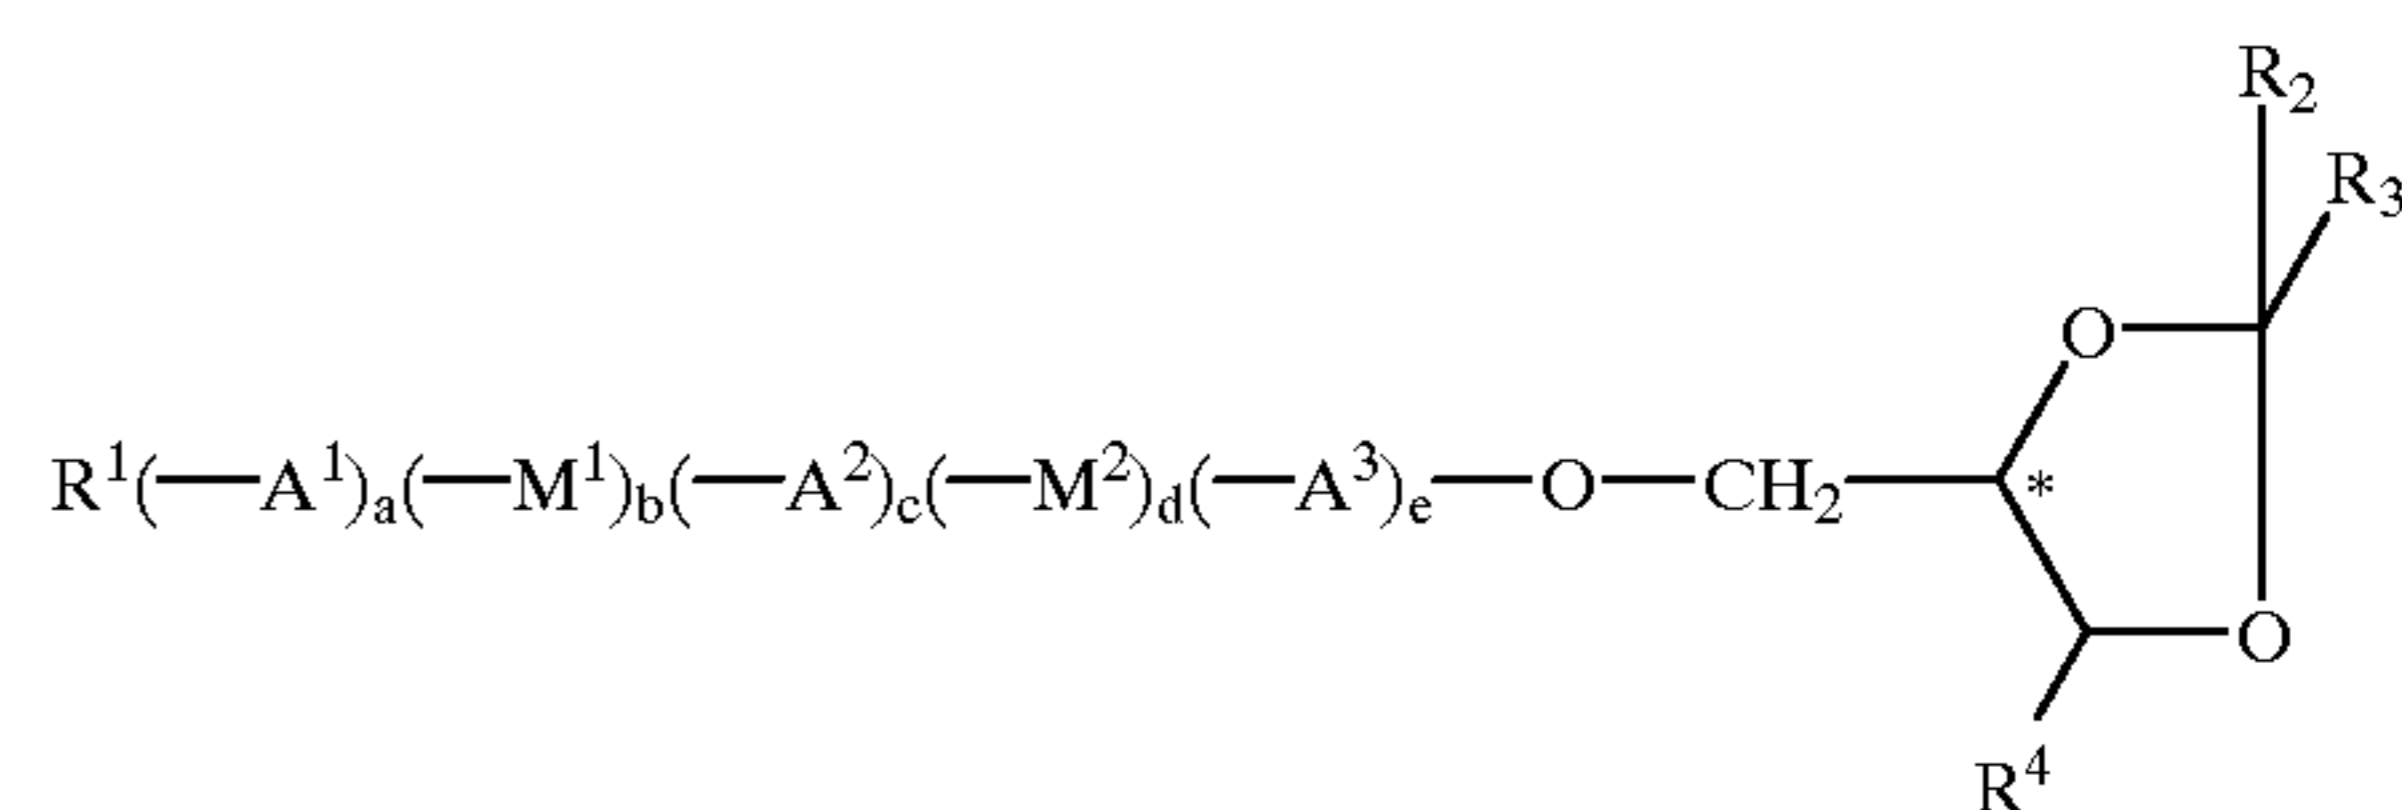 R₂
R₃
O
R¹(—A¹)ₐ(—M¹)b(—A²)c(—M²)d(—A³)ₑ—O—CH₂ *
O
R⁴